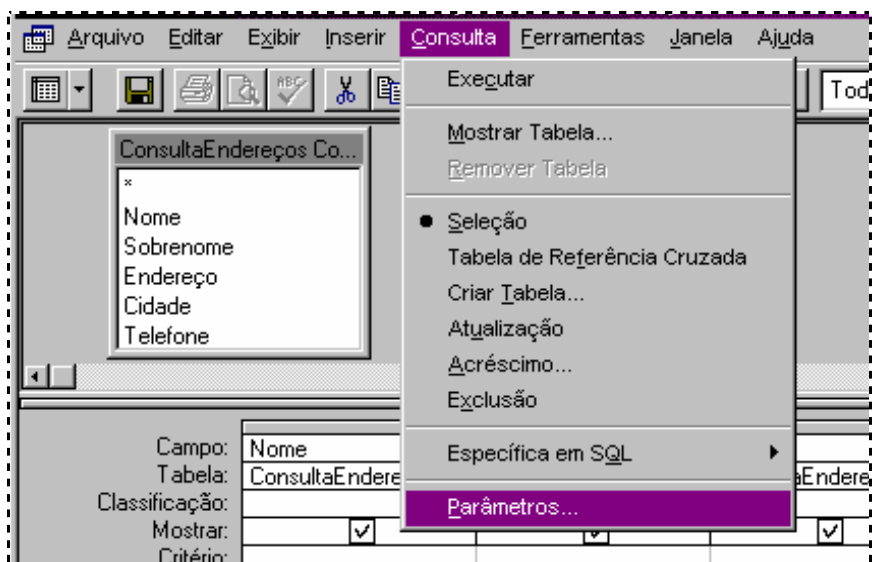 Arquivo Editar Exibir Inserir Consulta Ferramentas Janela Ajuda
ABC Tod
Executar
Mostrar Tabela...
Remover Tabela
Seleção
Tabela de Referência Cruzada
Criar Tabela...
Atualização
Acréscimo...
Exclusão
Específica em SQL
Parâmetros...
ConsultaEndereços Co...
*
Nome
Sobrenome
Endereço
Cidade
Telefone
Campo: Nome
Tabela: ConsultaEndere aEndere
Classificação:
Mostrar:
Critério: